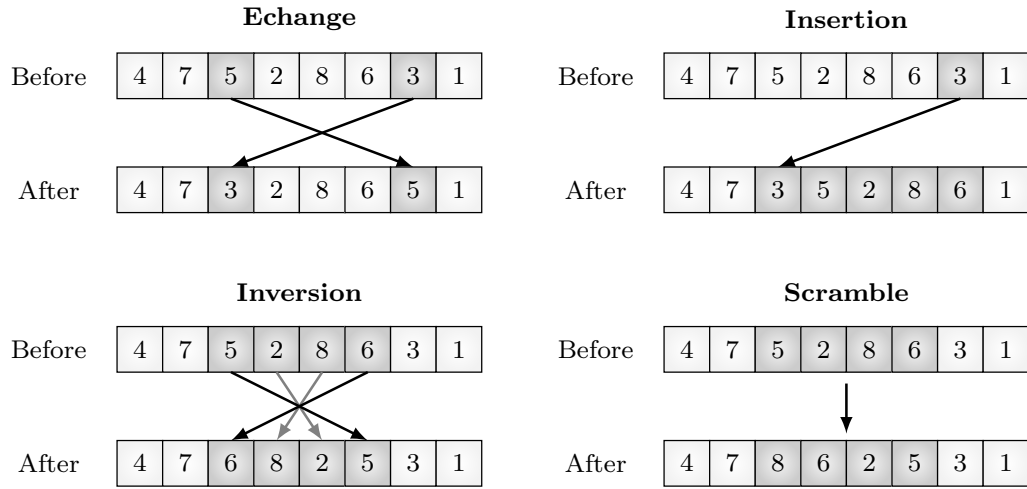 Echange
Before 4 7 5 2 8 6 3 1
After 4 7 3 2 8 6 5 1
Insertion
Before 4 7 5 2 8 6 3 1
After 4 7 3 5 2 8 6 1
Inversion
Before 4 7 5 2 8 6 3 1
After 4 7 6 8 2 5 3 1
Scramble
Before 4 7 5 2 8 6 3 1
After 4 7 8 6 2 5 3 1